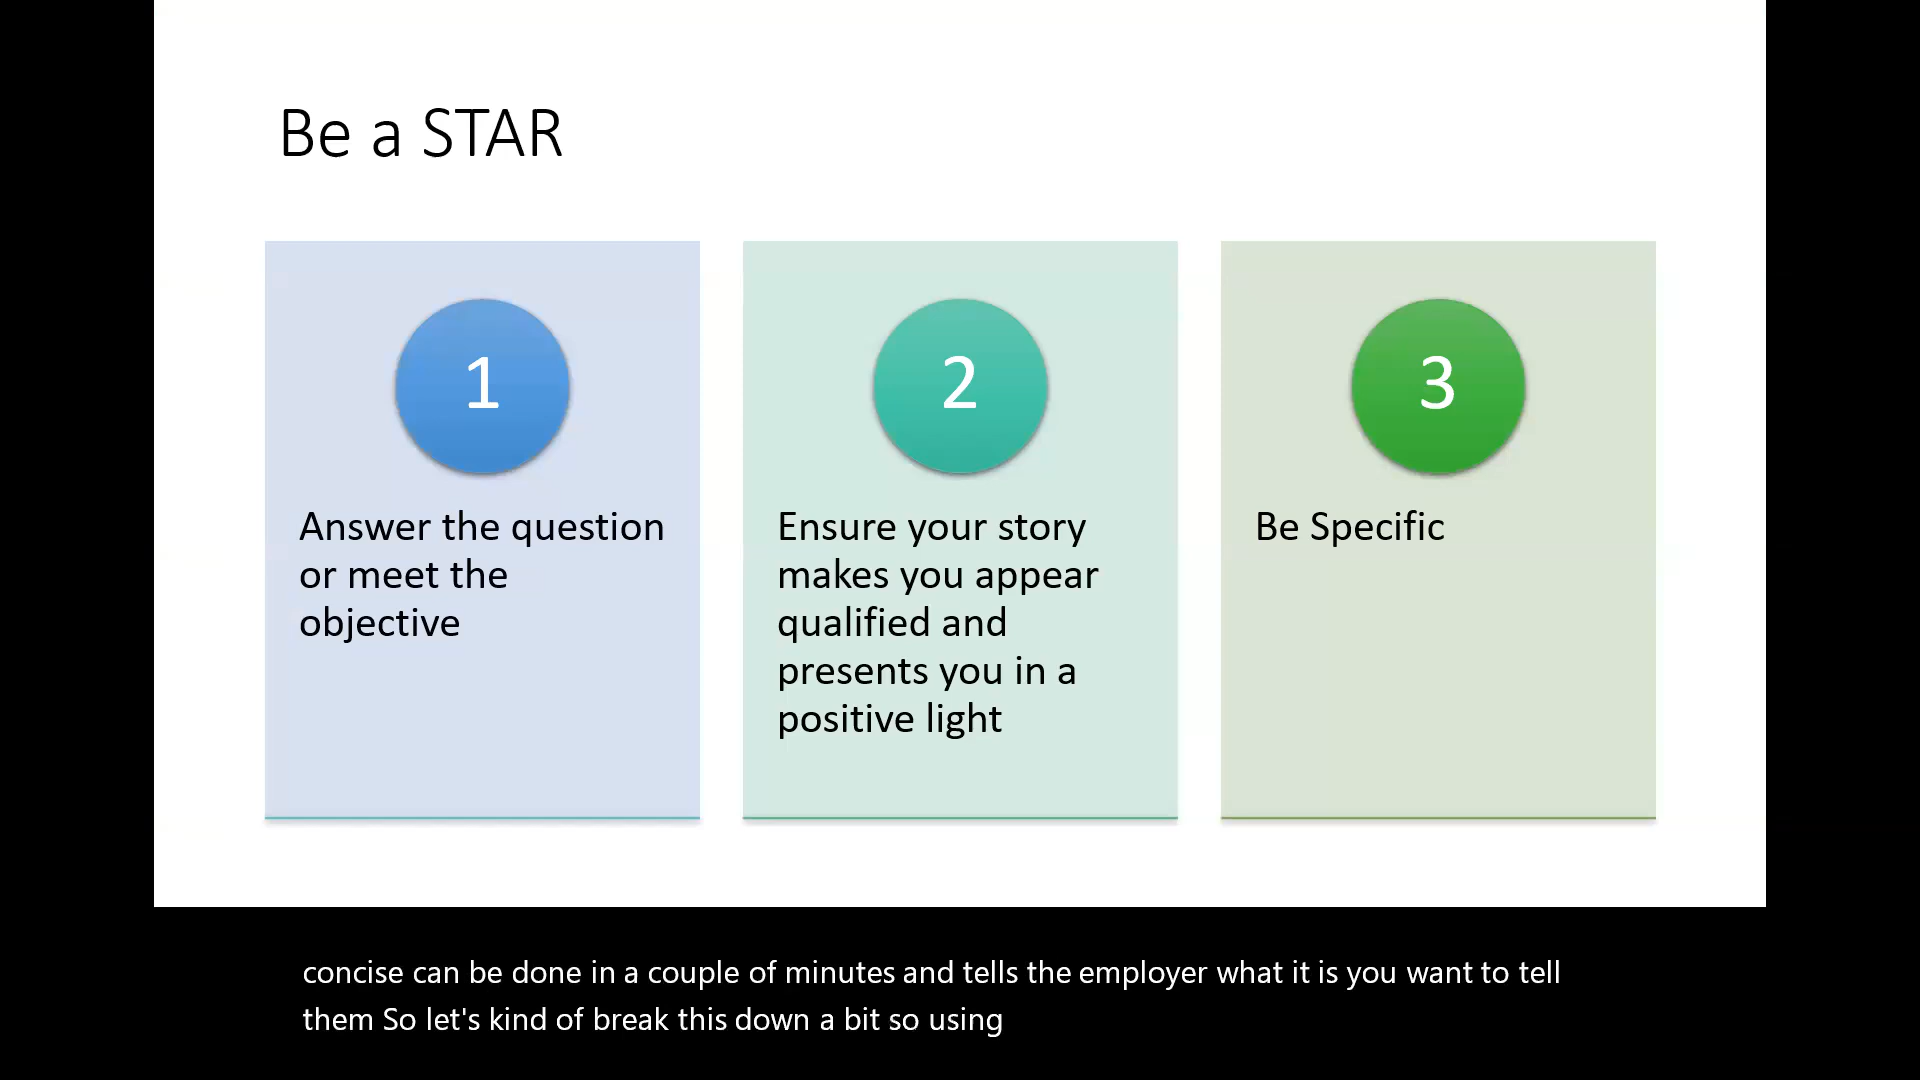 Be a STAR
1
Answer the question
or meet the
objective
2
Ensure your story
makes you appear
qualified and
presents you in a
positive light
3
Be Specific
concise can be done in a couple of minutes and tells the employer what it is you want to tell
them So let's kind of break this down a bit so using